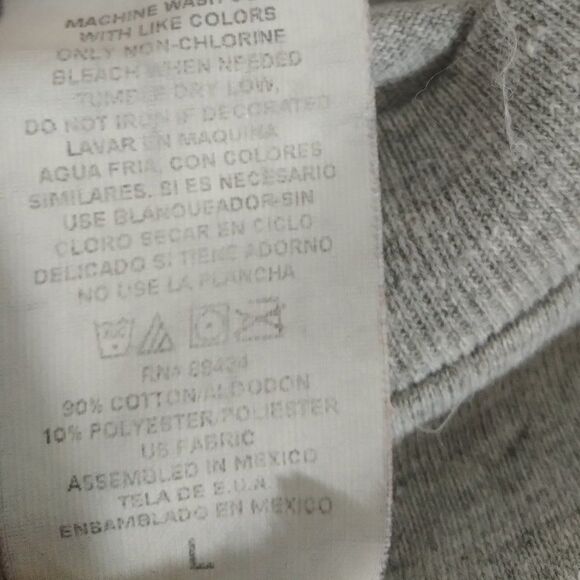 MACHINE WASH
WITH LIKE COLORS
ONLY NON-CHLORINE
BLEACH WHEN NEEDED
TUMBLE DRY LOW,
DO NOT IRON IF DECORATED
LAVAR EN MAQUINA
AGUA FRIA, CON COLORES
SIMILARES. SI ES NECESARIO
USE BLANQUEADOR SIN
CLORO SECAR EN CICLO
DELICADO SI TIENE ADORNO
NO USE LA PLANCHA
RN#
90% COTTON/ALGODON
10% POLYESTER/POLIESTER
US FABRIC
ASSEMBLED IN MEXICO
TELA DE E.U.A.
ENSAMBLADO EN MEXICO
L